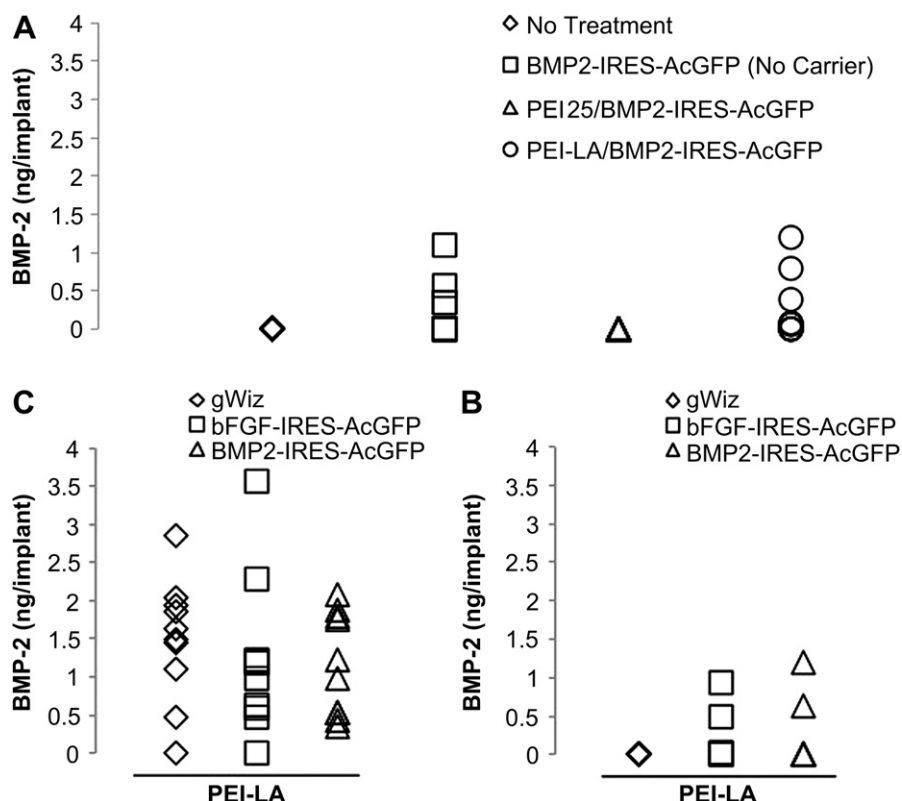 A
No Treatment
BMP2-IRES-AcGFP (No Carrier)
PEI25/BMP2-IRES-AcGFP
PEI-LA/BMP2-IRES-AcGFP
BMP-2 (ng/implant)
4
3.5
3
2.5
2
1.5
1
0.5
0
C
gWiz
bFGF-IRES-AcGFP
BMP2-IRES-AcGFP
BMP-2 (ng/implant)
4
3.5
3
2.5
2
1.5
1
0.5
0
PEI-LA
B
gWiz
bFGF-IRES-AcGFP
BMP2-IRES-AcGFP
BMP-2 (ng/implant)
4
3.5
3
2.5
2
1.5
1
0.5
0
PEI-LA